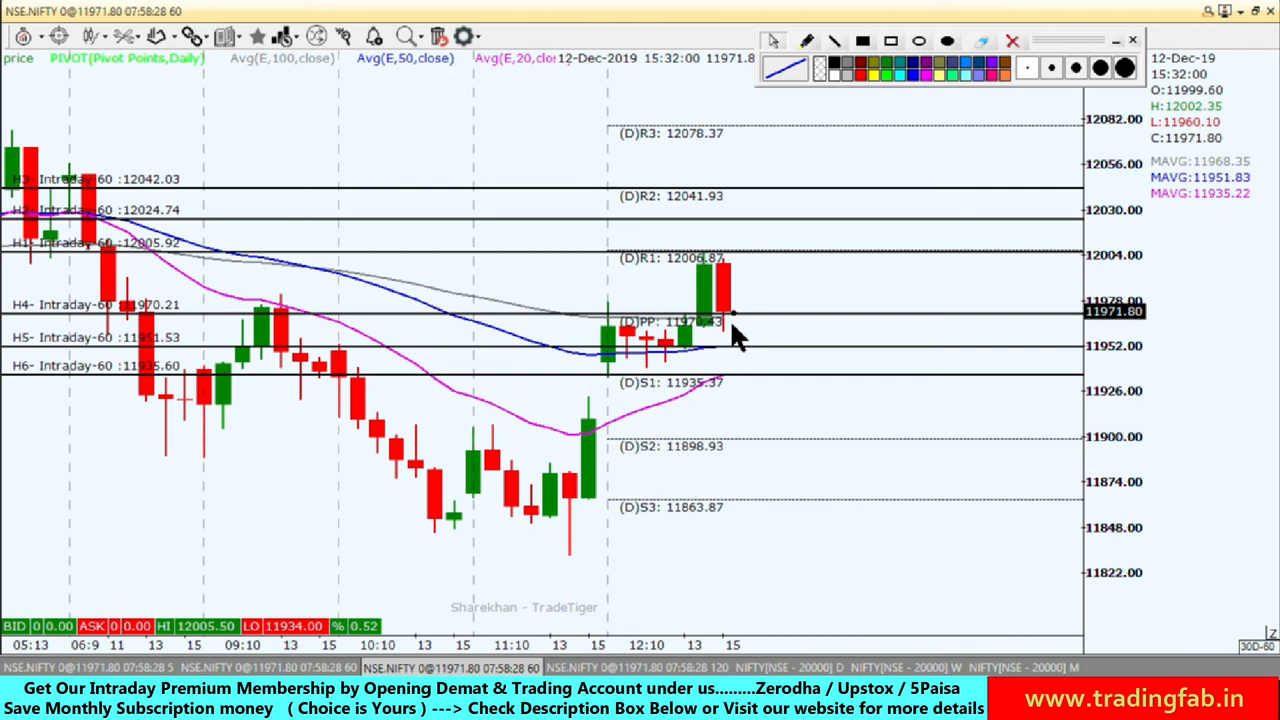 NSE.NIFTY 0@11971.80 07:58:28 60
price PIVOT(Pivot Points,Daily) Avg(E,100,close) Avg(E,50,close) Avg(E,20,clo: 12-Dec-2019 15:32:00 11971.8
12-Dec-19
15:32:00
O:11999.60
H:12002.35
L:11960.10
C:11971.80
MAVG:11968.35
MAVG:11951.83
MAVG:11935.22
12082.00
12056.00
12030.00
12004.00
11978.00
11971.80
11952.00
11926.00
11900.00
11874.00
11848.00
11822.00
H3- Intraday-60 :12042.03
H2- Intraday-60 :12024.74
H1- Intraday-60 :12005.92
H4- Intraday-60 :11970.21
H5- Intraday-60 :11951.53
H6- Intraday-60 :11935.60
(D)R3: 12078.37
(D)R2: 12041.93
(D)R1: 12006.87
(D)PP: 11970.43
(D)S1: 11935.37
(D)S2: 11898.93
(D)S3: 11863.87
Sharekhan - TradeTiger
BID 0 0.00 ASK 0 0.00 HI 12005.50 LO 11934.00 % 0.52
05:13 15 06:9 11 13 15 09:10 13 15 10:10 13 15 11:10 13 15 12:10 13 15
30D-60
NSE.NIFTY 0@11971.80 07:58:28 5 NSE.NIFTY 0@11971.80 07:58:28 60 NSE.NIFTY 0@11971.80 07:58:28 60 NSE.NIFTY 0@11971.80 07:58:28 120 NIFTY[NSE - 20000] D NIFTY[NSE - 20000] W NIFTY[NSE - 20000] M
Get Our Intraday Premium Membership by Opening Demat & Trading Account under us.........Zerodha / Upstox / 5Paisa
Save Monthly Subscription money ( Choice is Yours ) ---> Check Description Box Below or Visit our website for more details
www.tradingfab.in